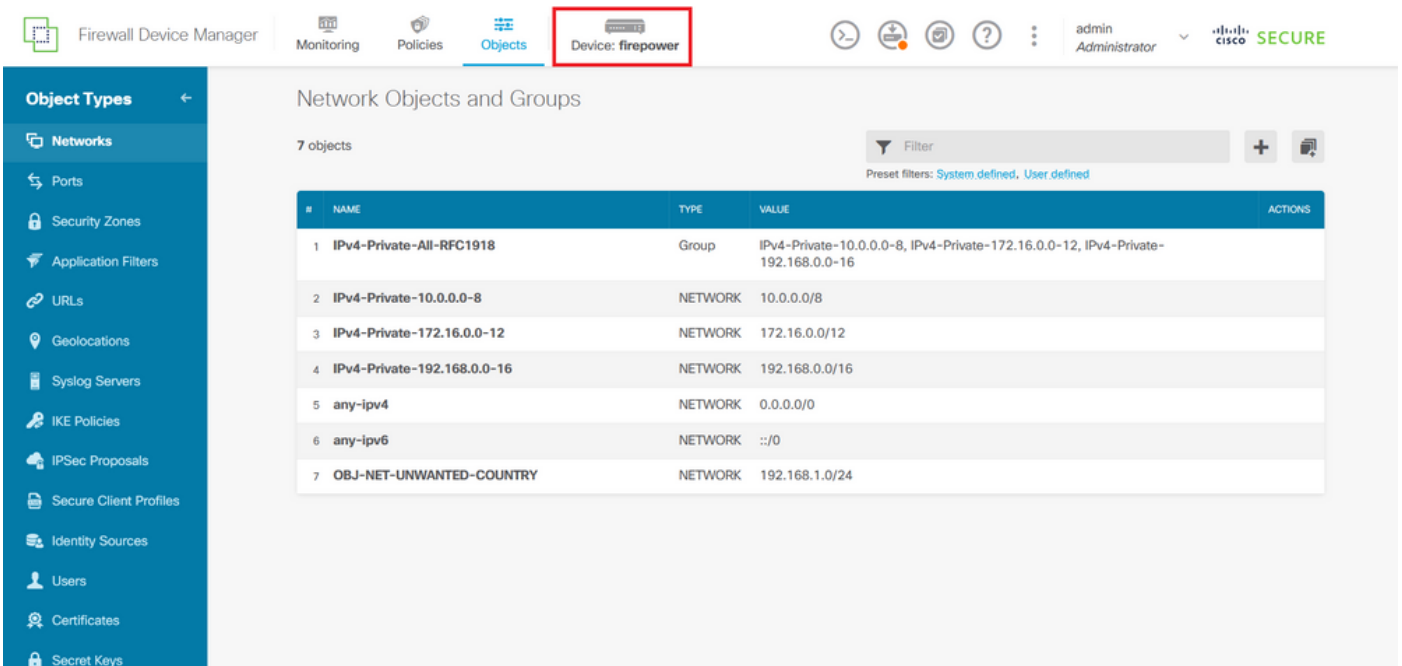 Firewall Device Manager
Monitoring
Policies
Objects
Device: firepower
admin
Administrator
cisco SECURE
Object Types
Networks
Ports
Security Zones
Application Filters
URLs
Geolocations
Syslog Servers
IKE Policies
IPSec Proposals
Secure Client Profiles
Identity Sources
Users
Certificates
Secret Keys
Network Objects and Groups
7 objects
Filter
Preset filters: System defined, User defined
# NAME TYPE VALUE ACTIONS
1 IPv4-Private-All-RFC1918 Group IPv4-Private-10.0.0.0-8, IPv4-Private-172.16.0.0-12, IPv4-Private-
192.168.0.0-16
2 IPv4-Private-10.0.0.0-8 NETWORK 10.0.0.0/8
3 IPv4-Private-172.16.0.0-12 NETWORK 172.16.0.0/12
4 IPv4-Private-192.168.0.0-16 NETWORK 192.168.0.0/16
5 any-ipv4 NETWORK 0.0.0.0/0
6 any-ipv6 NETWORK ::/0
7 OBJ-NET-UNWANTED-COUNTRY NETWORK 192.168.1.0/24